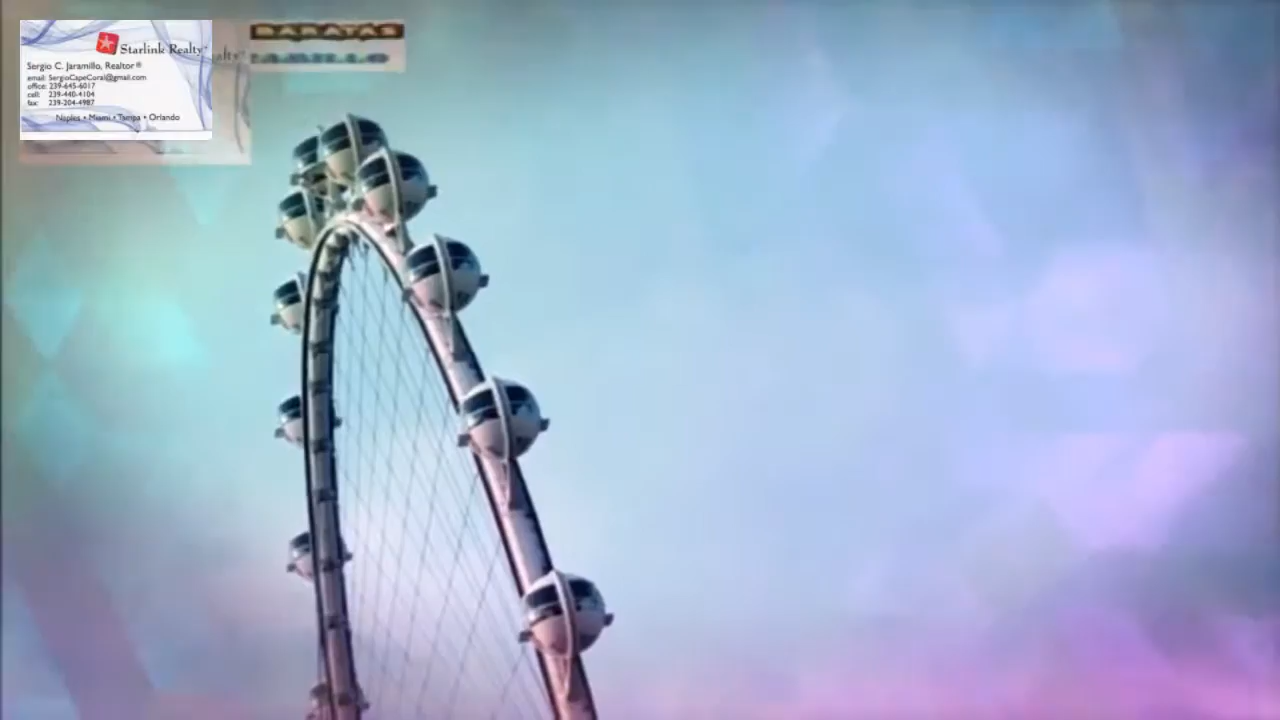 Starlink Realty
Sergio C. Jaramillo, Realtor®
email: SergioCapeCoral@gmail.com
office: 239-645-6017
cell: 239-440-4104
fax: 239-204-4987
Naples • Miami • Tampa • Orlando
BARATAS